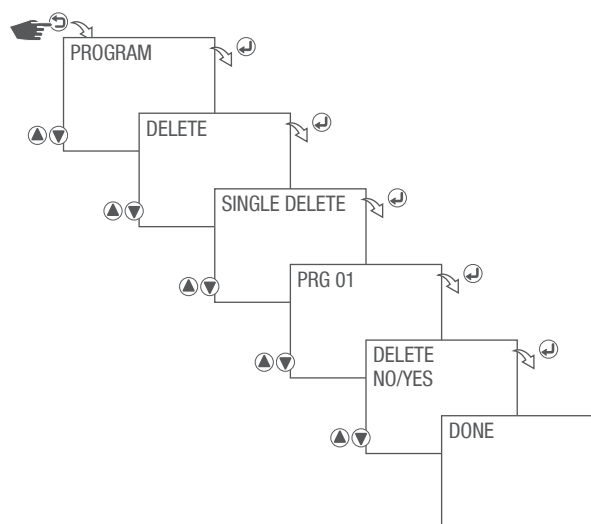 PROGRAM
DELETE
SINGLE DELETE
PRG 01
DELETE
NO/YES
DONE